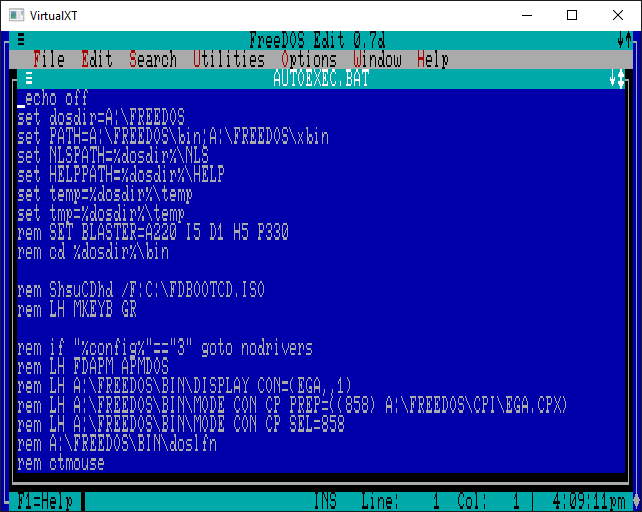 VirtualXT
FreeDOS Edit 0.7d
File Edit Search Utilities Options Window Help
AUTOEXEC.BAT
echo off
set dosdir=A:\FREEDOS
set PATH=A:\FREEDOS\bin;A:\FREEDOS\xbin
set NLSPATH=%dosdir%\NLS
set HELPPATH=%dosdir%\HELP
set temp=%dosdir%\temp
set tmp=%dosdir%\temp
rem SET BLASTER=A220 I5 D1 H5 P330
rem cd %dosdir%\bin
rem ShsuCDhd /F:C:\FDBOOTCD.ISO
rem LH MKEYB GR
rem if "%config%"=="3" goto nodrivers
rem LH FDAPM APMDOS
rem LH A:\FREEDOS\BIN\DISPLAY CON=(EGA,,1)
rem LH A:\FREEDOS\BIN\MODE CON CP PREP=((858) A:\FREEDOS\CPI\EGA.CPX)
rem LH A:\FREEDOS\BIN\MODE CON CP SEL=858
rem A:\FREEDOS\BIN\doslfn
rem ctmouse
F1=Help INS Line: 1 Col: 1 4:09:11pm